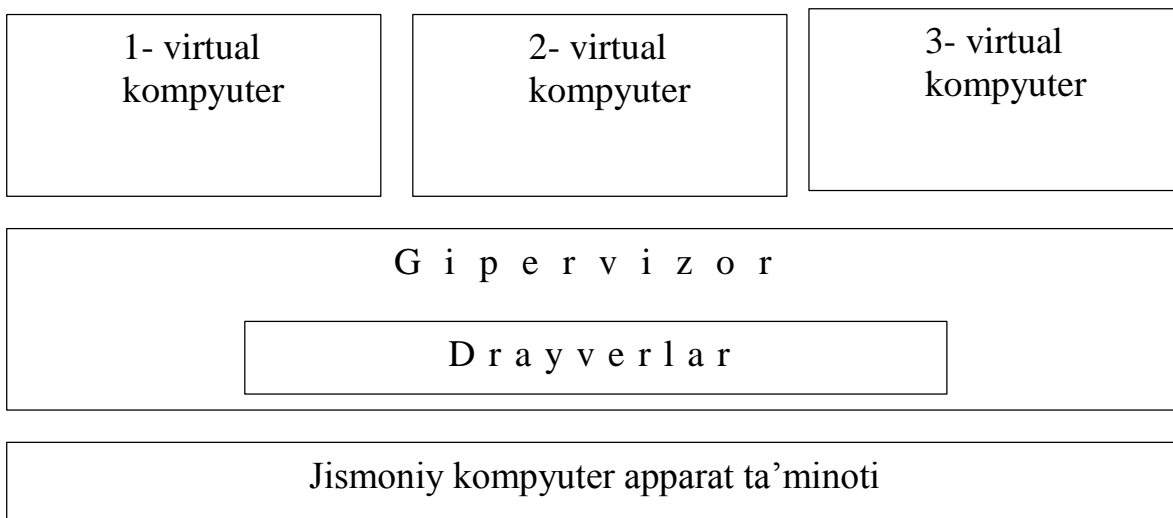 1- virtual
kompyuter
2- virtual
kompyuter
3- virtual
kompyuter
G i p e r v i z o r
D r a y v e r l a r
Jismoniy kompyuter apparat ta’minoti